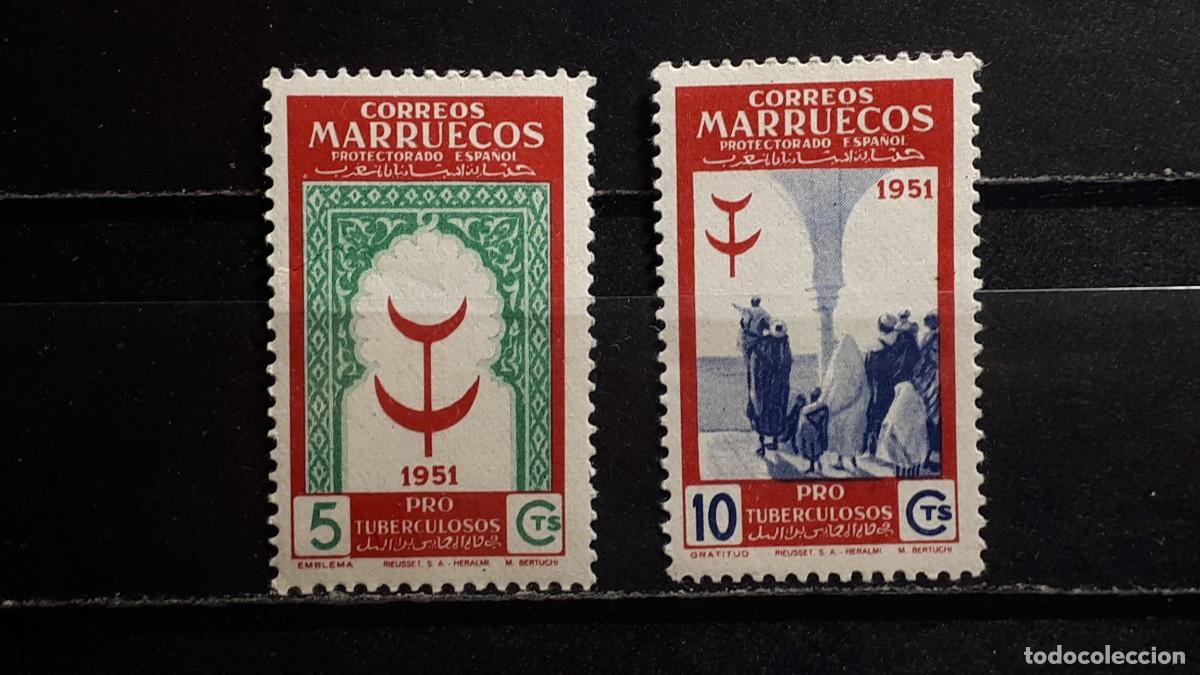 CORREOS
MARRUECOS
PROTECTORADO ESPAÑOL
1951
5
PRO
TUBERCULOSOS
CTS
EMBLEMA RIEUSSET, S. A - HERALMI M. BERTUCHI
CORREOS
MARRUECOS
PROTECTORADO ESPAÑOL
1951
10
PRO
TUBERCULOSOS
CTS
GRATITUD RIEUSSET. S. A - HERALMI M. BERTUCHI
todocoleccion